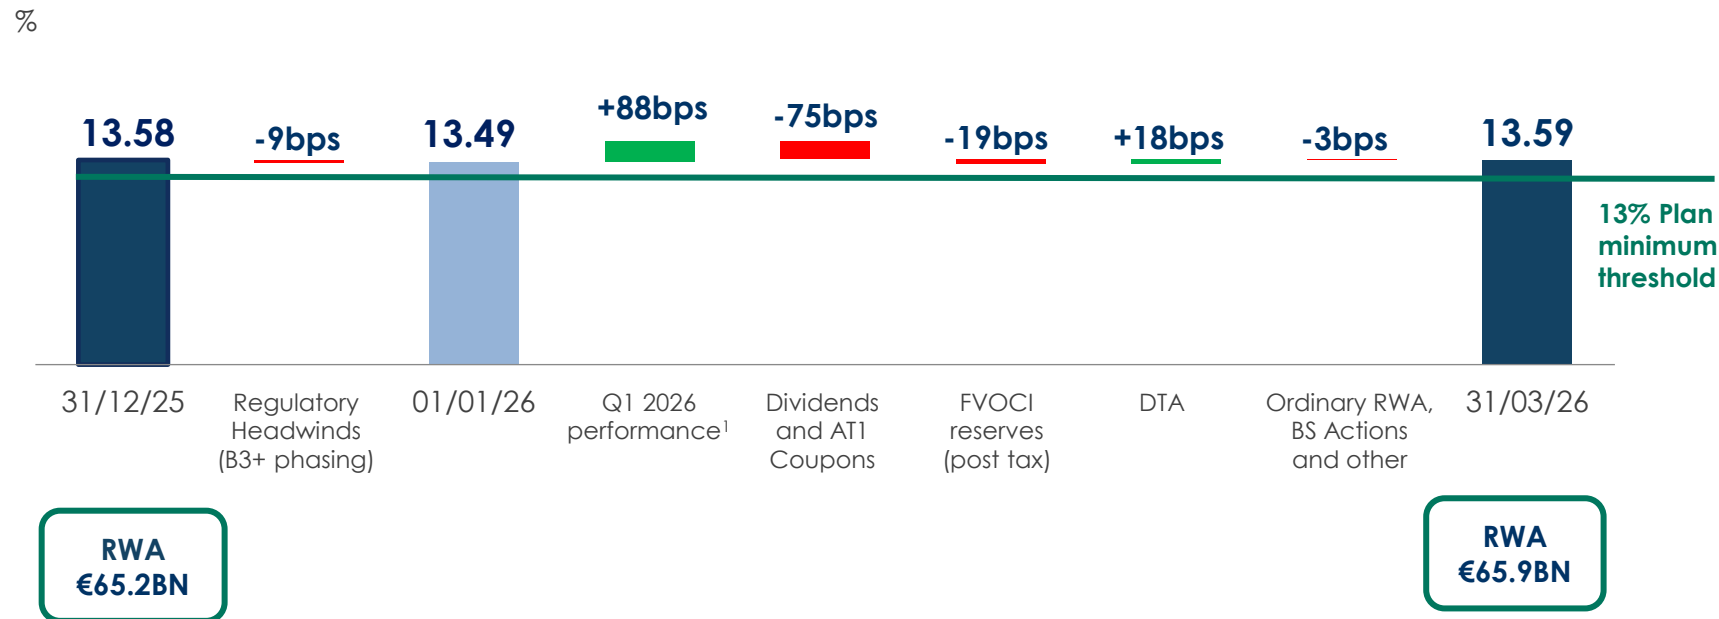 %
13.58
-9bps
13.49
+88bps
-75bps
-19bps
+18bps
-3bps
13.59
13% Plan
minimum
threshold
31/12/25
Regulatory
Headwinds
(B3+ phasing)
01/01/26
Q1 2026
performance¹
Dividends
and AT1
Coupons
FVOCI
reserves
(post tax)
DTA
Ordinary RWA,
BS Actions
and other
31/03/26
RWA
€65.2BN
RWA
€65.9BN